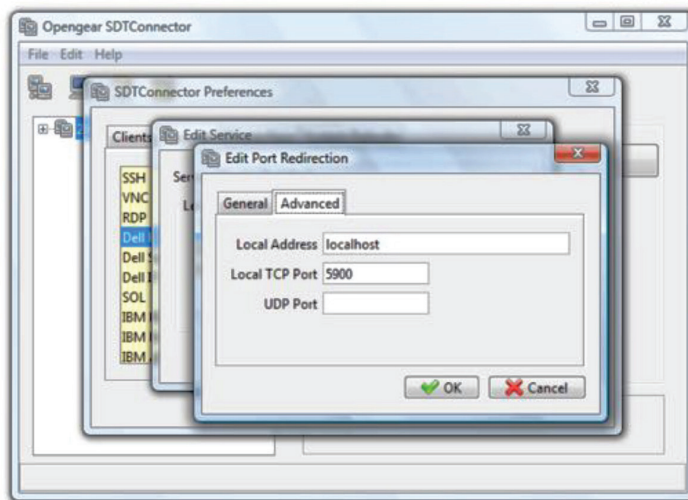 Opengear SDTConnector
File Edit Help
SDTConnector Preferences
Clients
Edit Service
Edit Port Redirection
SSH
VNC
RDP
Dell
Dell
Dell
SOL
IBM
IBM
IBM
General Advanced
Local Address localhost
Local TCP Port 5900
UDP Port
OK Cancel